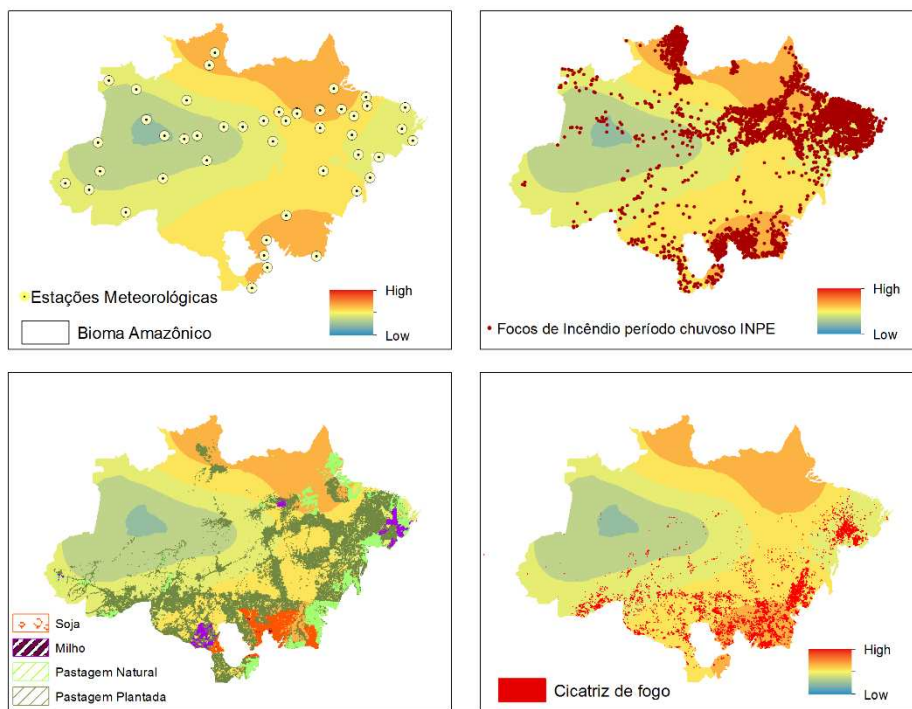 Estações Meteorológicas
Bioma Amazônico
High
Low
Focos de Incêndio período chuvoso INPE
High
Low
Soja
Milho
Pastagem Natural
Pastagem Plantada
Cicatriz de fogo
High
Low